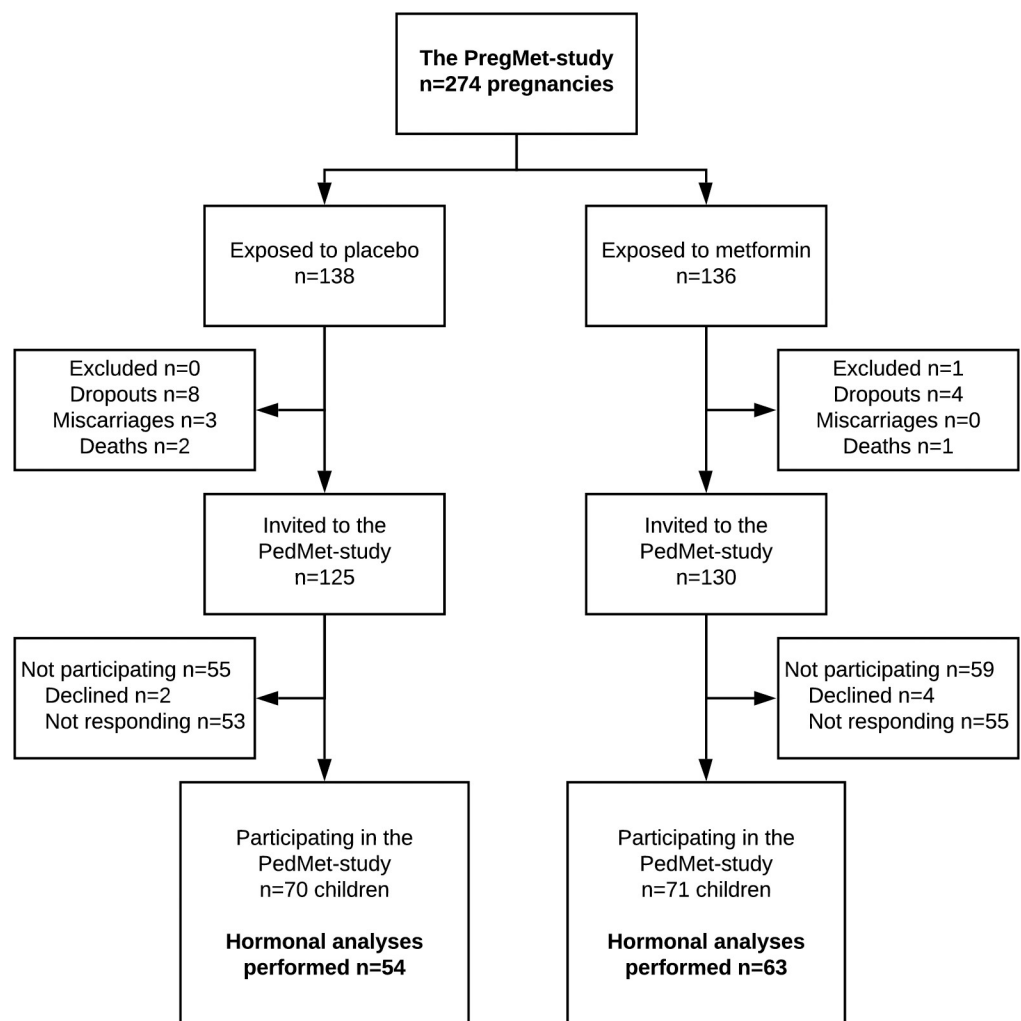 The PregMet-study
n=274 pregnancies
Exposed to placebo
n=138
Exposed to metformin
n=136
Excluded n=0
Dropouts n=8
Miscarriages n=3
Deaths n=2
Excluded n=1
Dropouts n=4
Miscarriages n=0
Deaths n=1
Invited to the
PedMet-study
n=125
Invited to the
PedMet-study
n=130
Not participating n=55
Declined n=2
Not responding n=53
Not participating n=59
Declined n=4
Not responding n=55
Participating in the
PedMet-study
n=70 children
Hormonal analyses
performed n=54
Participating in the
PedMet-study
n=71 children
Hormonal analyses
performed n=63